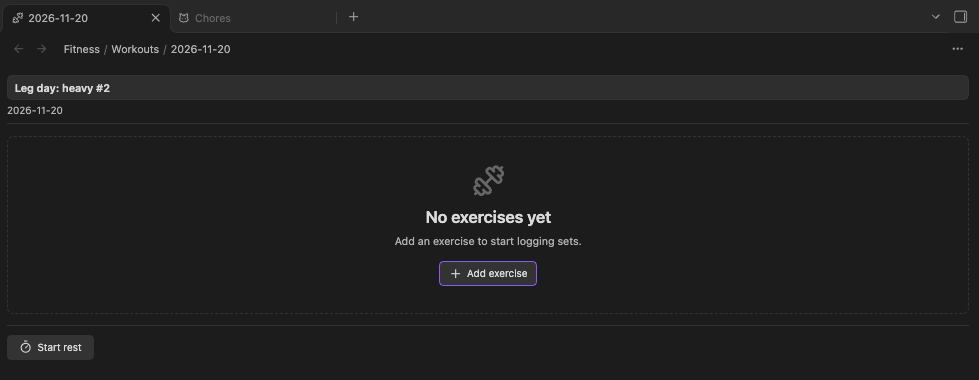 2026-11-20
Chores
Fitness / Workouts / 2026-11-20
Leg day: heavy #2
2026-11-20
No exercises yet
Add an exercise to start logging sets.
Add exercise
Start rest